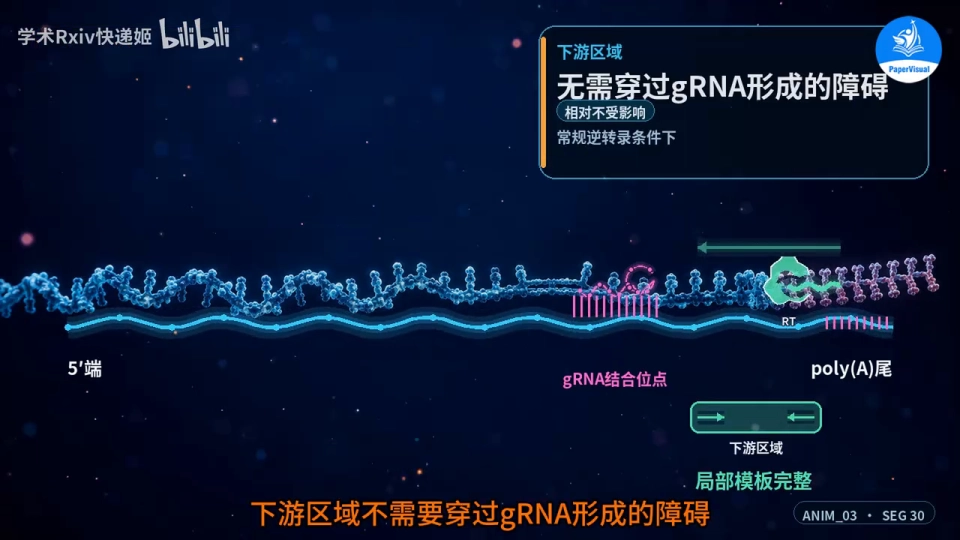 学术Rxiv快递姬 bilibili
PaperVisual
下游区域
无需穿过gRNA形成的障碍
相对不受影响
常规逆转录条件下
RT
5′端
gRNA结合位点
poly(A)尾
下游区域
局部模板完整
下游区域不需要穿过gRNA形成的障碍
ANIM_03 · SEG 30